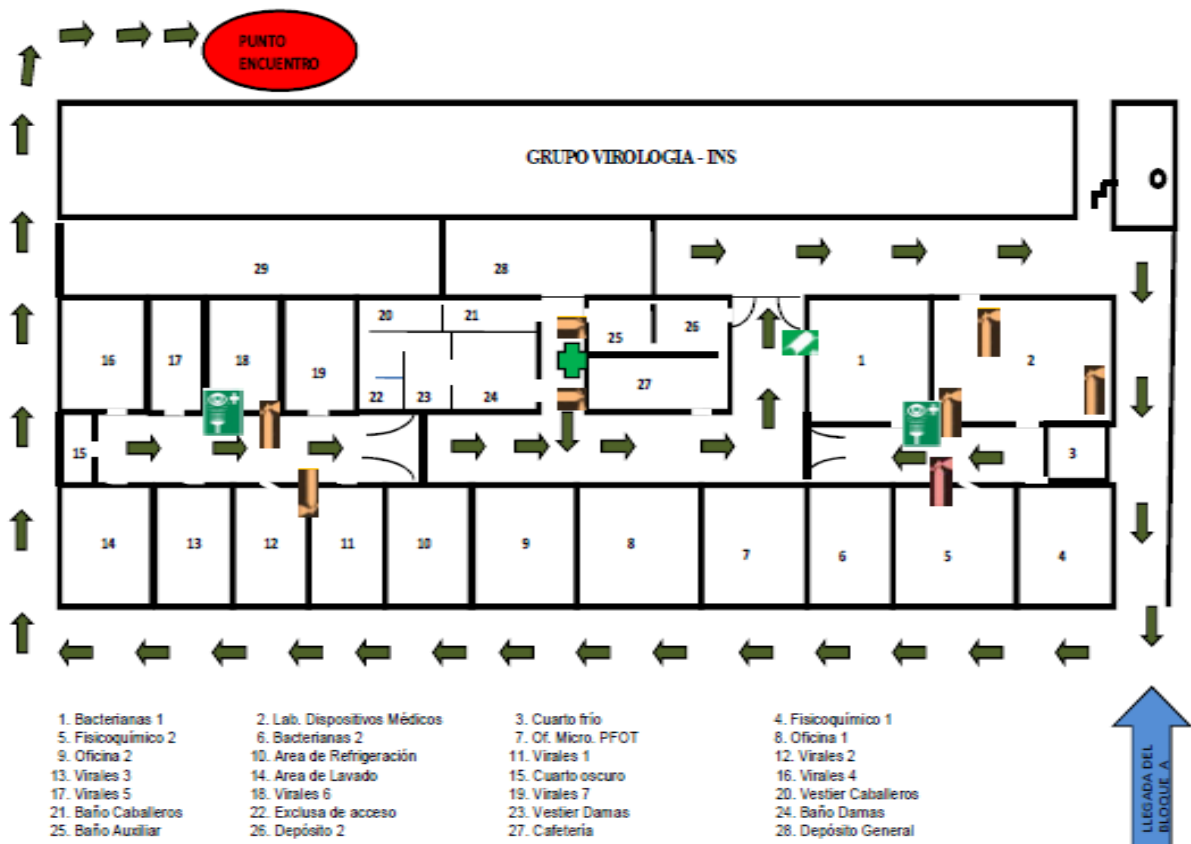 PUNTO
ENCUENTRO
GRUPO VIROLOGIA - INS
29
28
20
21
25
26
16
17
18
19
1
2
27
22
23
24
15
3
14
13
12
11
10
9
8
7
6
5
4
1. Bacterianas 1 2. Lab. Dispositivos Médicos 3. Cuarto frío 4. Fisicoquímico 1
5. Fisicoquímico 2 6. Bacterianas 2 7. Of. Micro. PFOT 8. Oficina 1
9. Oficina 2 10. Area de Refrigeración 11. Virales 1 12. Virales 2
13. Virales 3 14. Area de Lavado 15. Cuarto oscuro 16. Virales 4
17. Virales 5 18. Virales 6 19. Virales 7 20. Vestier Caballeros
21. Baño Caballeros 22. Exclusa de acceso 23. Vestier Damas 24. Baño Damas
25. Baño Auxiliar 26. Depósito 2 27. Cafetería 28. Depósito General
LLEGADA DEL
BLOQUE A